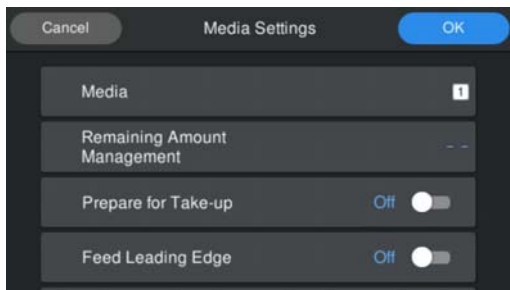 Cancel Media Settings OK
Media 1
Remaining Amount
Management - -
Prepare for Take-up Off
Feed Leading Edge Off